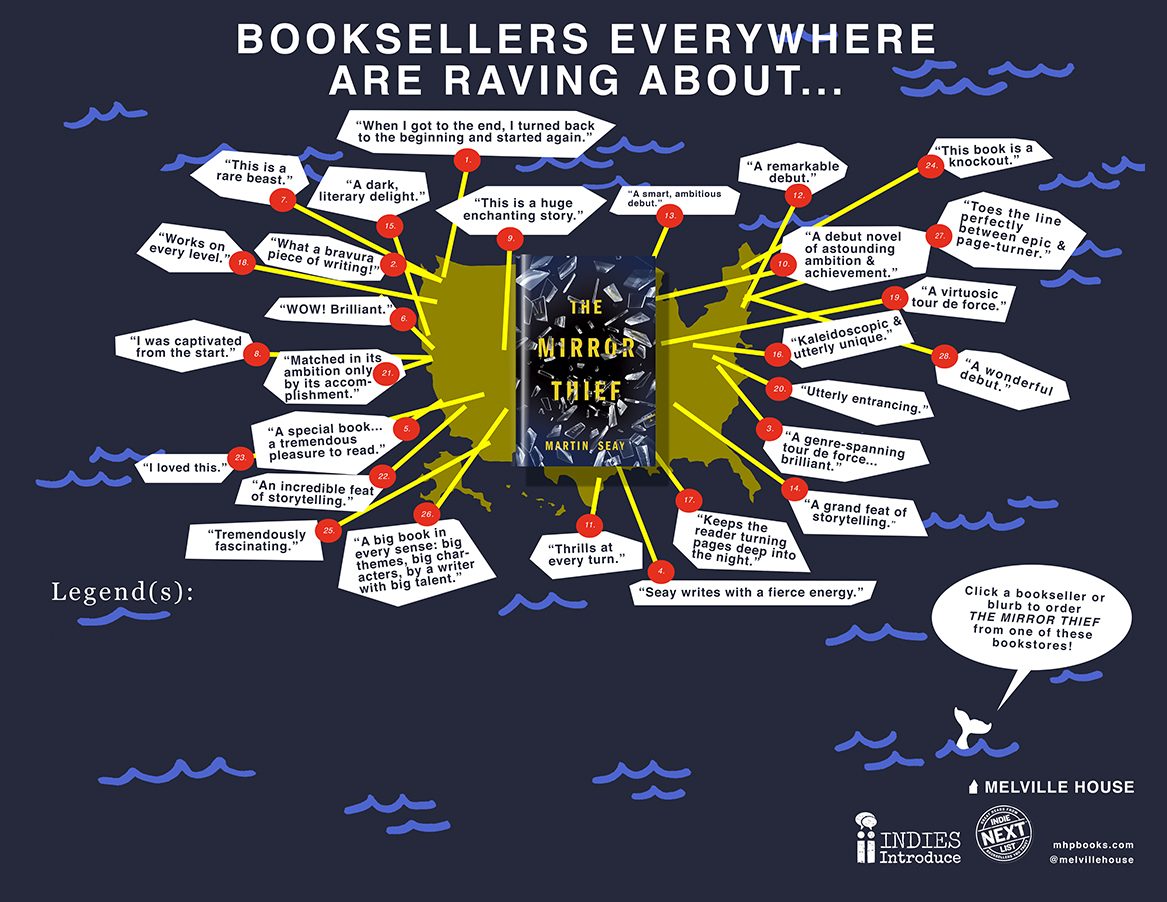 BOOKSELLERS EVERYWHERE
ARE RAVING ABOUT...
“When I got to the end, I turned back
to the beginning and started again.”
1.
“This is a
rare beast.”
7.
“A dark,
literary delight.”
15.
“This is a huge
enchanting story.”
9.
“A smart, ambitious
debut.”
13.
“A remarkable
debut.”
12.
“This book is a
knockout.”
24.
“Works on
every level.”
18.
“What a bravura
piece of writing!”
2.
“A debut novel
of astounding
ambition &
achievement.”
10.
“Toes the line
perfectly
between epic &
page-turner.”
27.
“WOW! Brilliant.”
6.
“A virtuosic
tour de force.”
19.
“I was captivated
from the start.”
8.
“Matched in its
ambition only
by its accom-
plishment.”
21.
“Kaleidoscopic &
utterly unique.”
16.
“A wonderful
debut.”
28.
“Utterly entrancing.”
20.
“A special book...
a tremendous
pleasure to read.”
5.
“A genre-spanning
tour de force...
brilliant.”
3.
“I loved this.”
23.
“An incredible feat
of storytelling.”
22.
“A grand feat of
storytelling.”
14.
“Tremendously
fascinating.”
25.
“A big book in
every sense: big
themes, big char-
acters, by a writer
with big talent.”
26.
“Thrills at
every turn.”
11.
“Keeps the
reader turning
pages deep into
the night.”
17.
“Seay writes with a fierce energy.”
4.
THE
MIRROR
THIEF
MARTIN SEAY
Legend(s):
Click a bookseller or
blurb to order
THE MIRROR THIEF
from one of these
bookstores!
MELVILLE HOUSE
INDIES
Introduce
INDIE
NEXT
LIST
mhpbooks.com
@melvillehouse